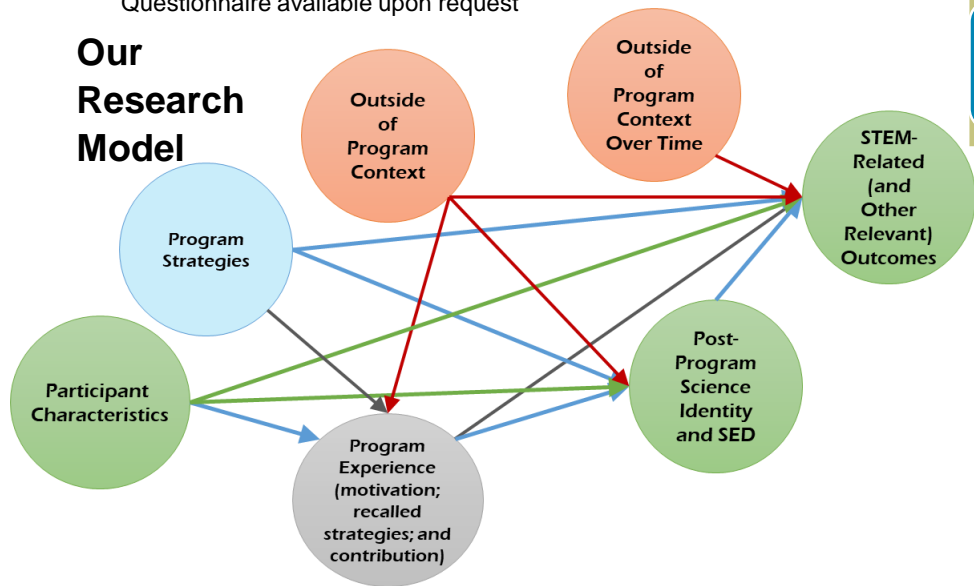 Questionnaire available upon request
Our
Research
Model
Outside
of
Program
Context
Outside
of
Program
Context
Over Time
STEM-
Related
(and
Other
Relevant)
Outcomes
Program
Strategies
Participant
Characteristics
Program
Experience
(motivation;
recalled
strategies; and
contribution)
Post-
Program
Science
Identity
and SED